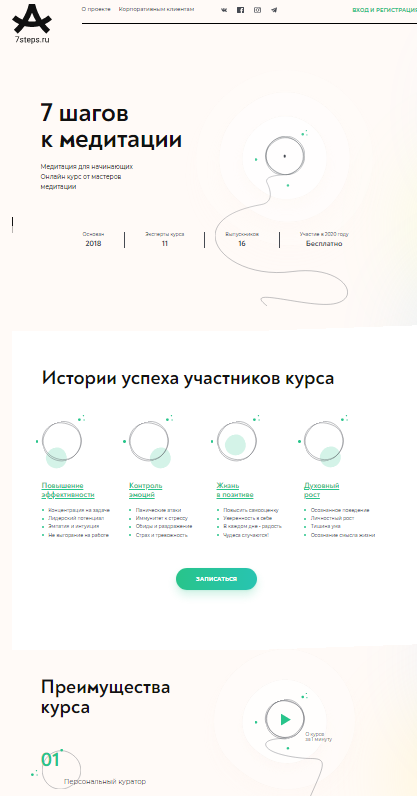 О проекте Корпоративным клиентам
ВХОД И РЕГИСТРАЦИЯ
7steps.ru
7 шагов
к медитации
Медитация для начинающих
Онлайн курс от мастеров
медитации
Основан
2018
Эксперты курса
11
Выпускников
16
Участие в 2020 году
Бесплатно
Истории успеха участников курса
Повышение
эффективности
Концентрация на задаче
Лидерский потенциал
Эмпатия и интуиция
Не выгорание на работе
Контроль
эмоций
Панические атаки
Иммунитет к стрессу
Обиды и раздражение
Страх и тревожность
Жизнь
в позитиве
Повысить самооценку
Уверенность в себе
В каждом дне - радость
Чудеса случаются!
Духовный
рост
Осознанное поведение
Личностный рост
Тишина ума
Осознание смысла жизни
ЗАПИСАТЬСЯ
Преимущества
курса
О курсе
за 1 минуту
01
Персональный куратор